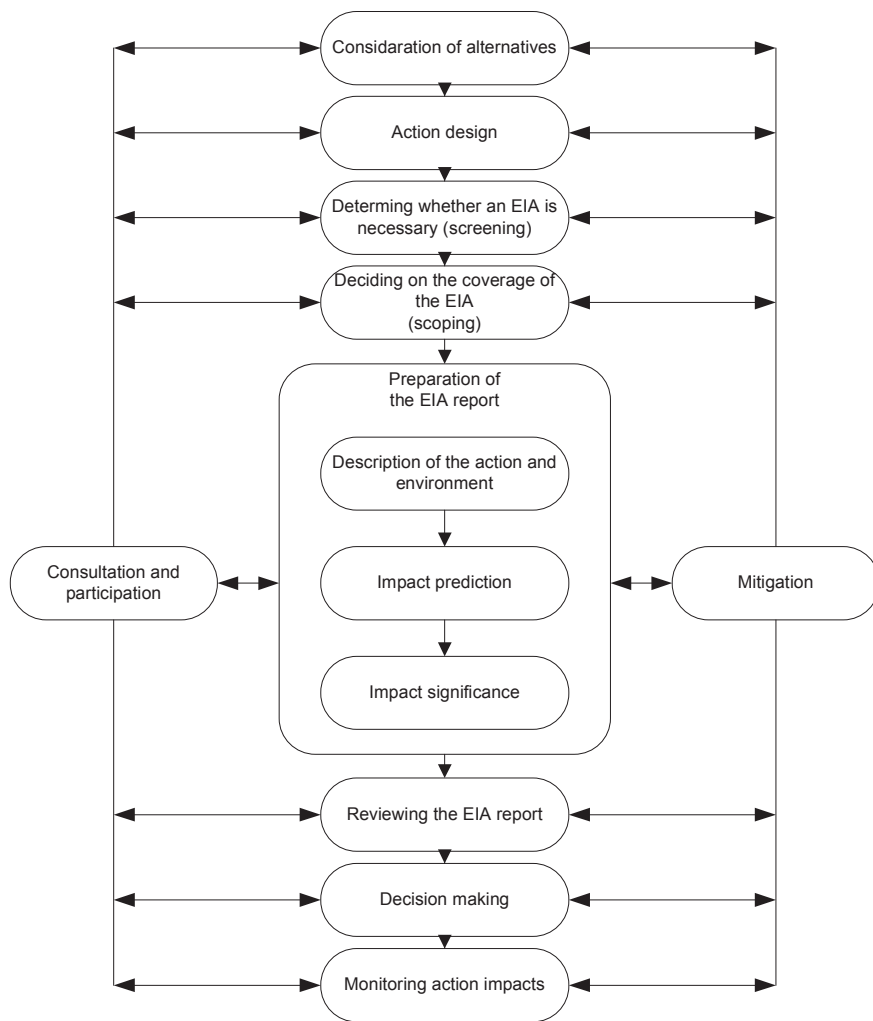 Considaration of alternatives
Action design
Determing whether an EIA is
necessary (screening)
Deciding on the coverage of
the EIA
(scoping)
Preparation of
the EIA report
Description of the action and
environment
Consultation and
participation
Impact prediction
Mitigation
Impact significance
Reviewing the EIA report
Decision making
Monitoring action impacts